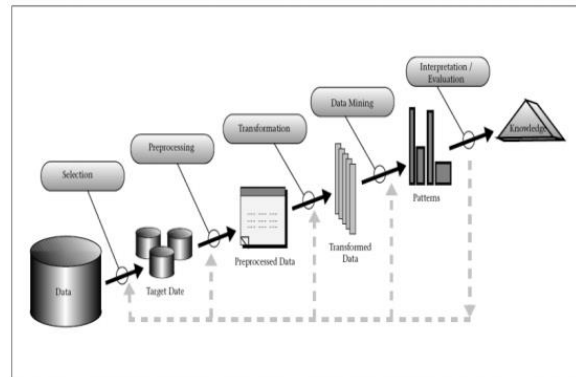 Interpretation /
Evaluation
Data Mining
Transformation
Preprocessing
Selection
Knowledge
Patterns
Transformed
Data
Preprocessed Data
Target Date
Data